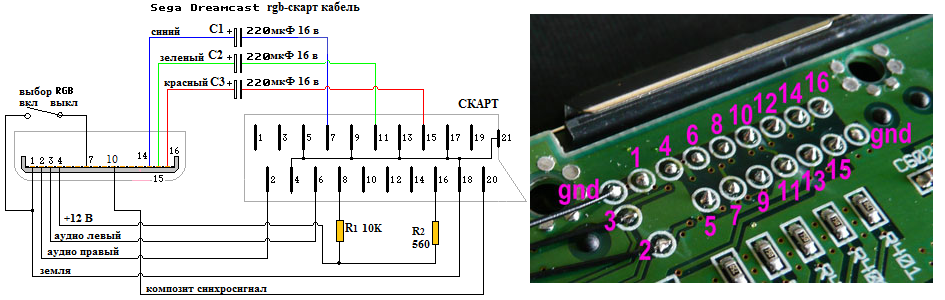 Sega Dreamcast rgb-скарт кабель
синий C1 + 220мкФ 16 в
зеленый C2 + 220мкФ 16 в
красный C3 + 220мкФ 16 в
выбор RGB
вкл выкл
СКАРТ
1 2 3 4 7 10 14 16
15
1 3 5 7 9 11 13 15 17 19 21
2 4 6 8 10 12 14 16 18 20
+12 В
R1 10K
R2
560
аудио левый
аудио правый
земля
композит синхросигнал
16
14
12
10
8
6
4
1
gnd
gnd
15
13
11
9
7
5
3
2
C602
R401